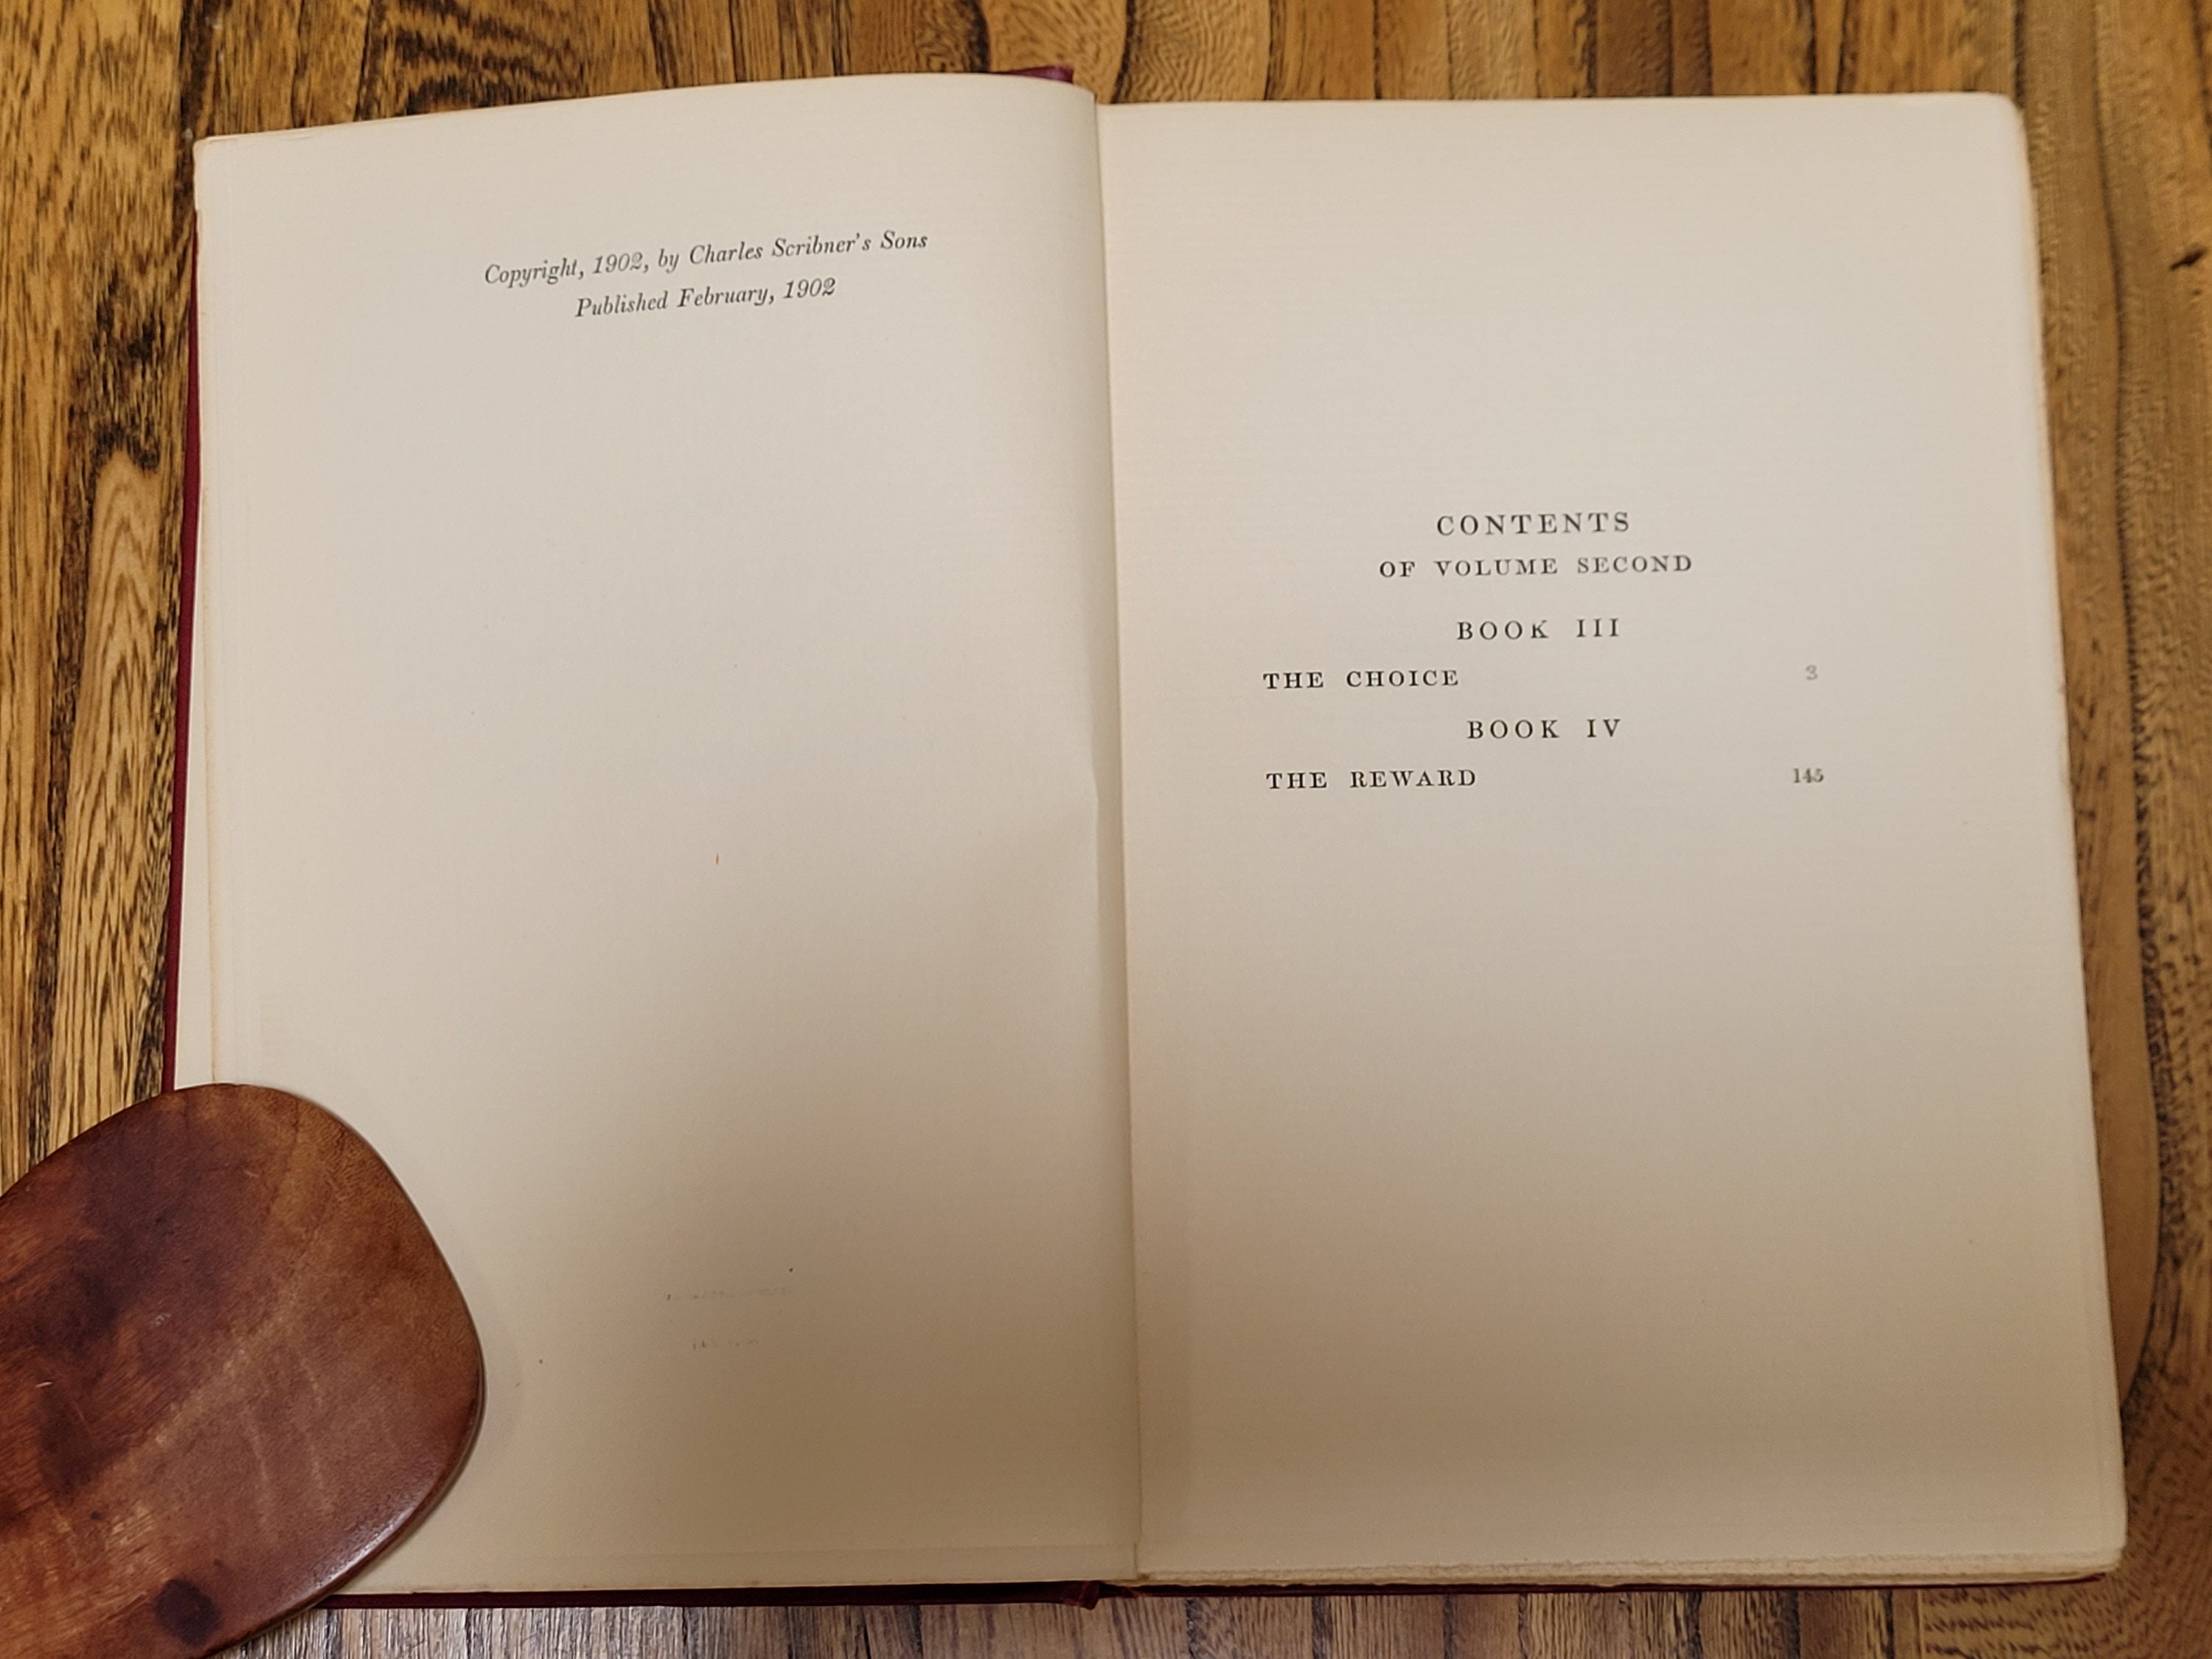 Copyright, 1902, by Charles Scribner's Sons
Published February, 1902
CONTENTS
OF VOLUME SECOND
BOOK III
THE CHOICE 3
BOOK IV
THE REWARD 145